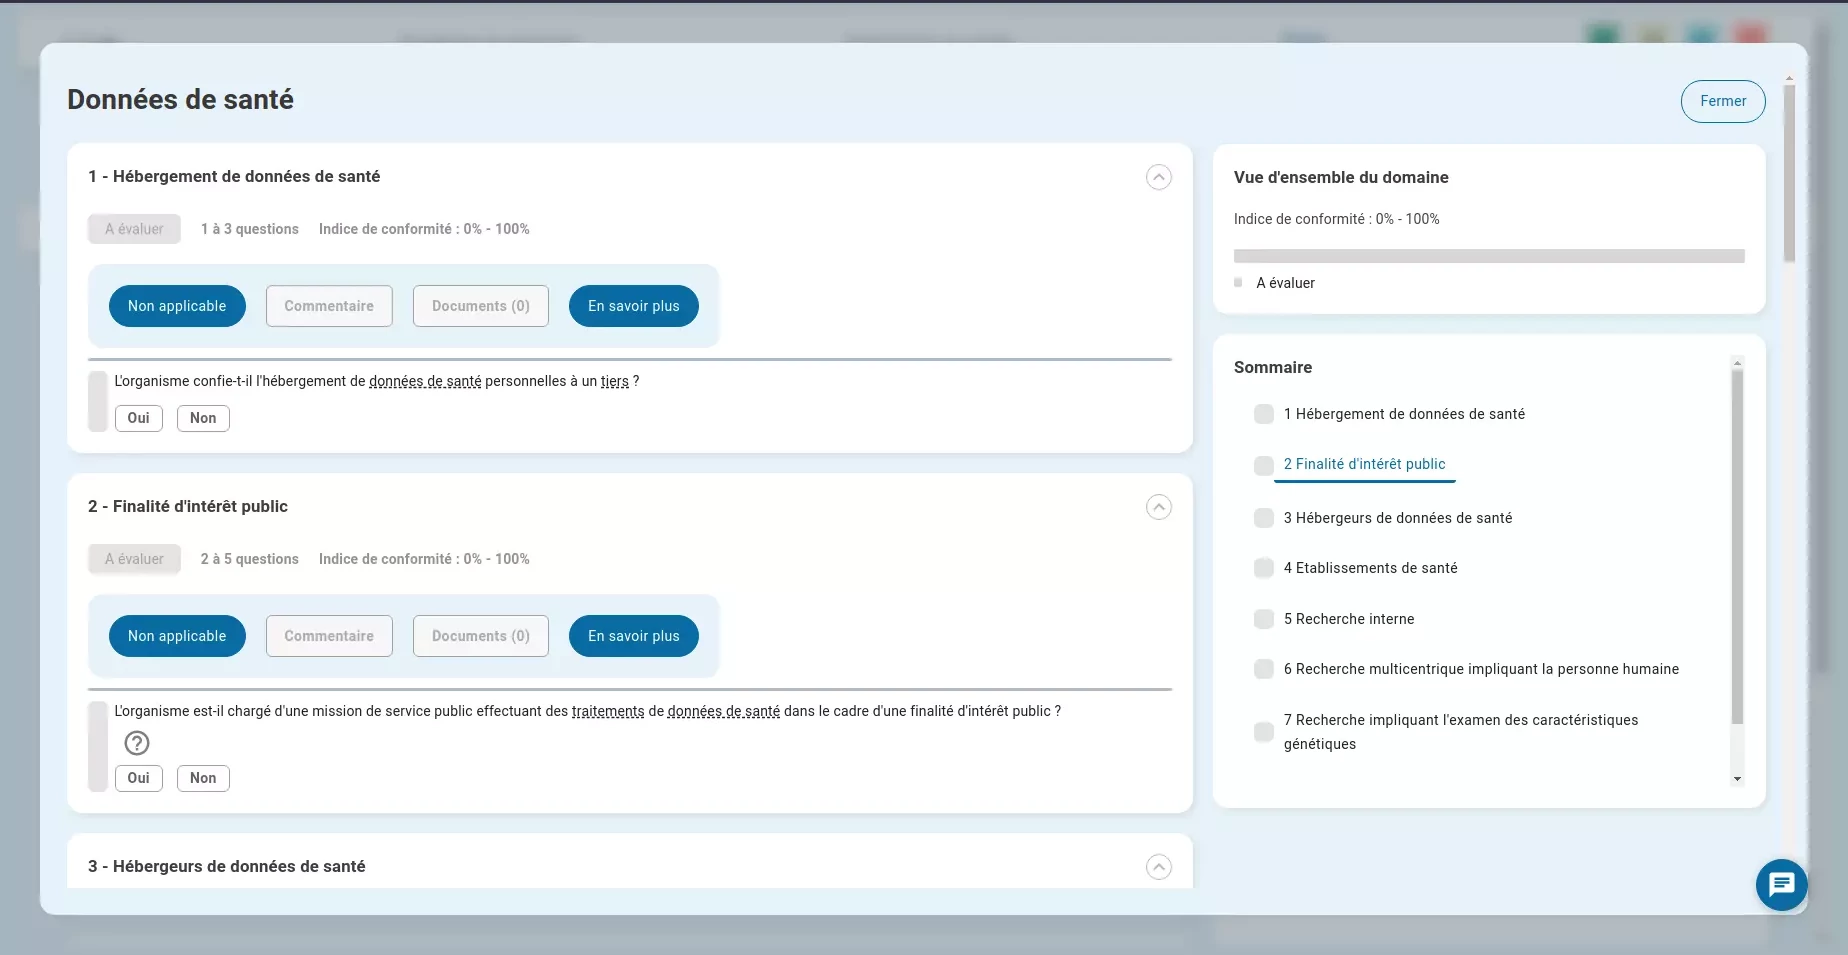 Données de santé
Fermer
1 - Hébergement de données de santé
A évaluer 1 à 3 questions Indice de conformité : 0% - 100%
Non applicable Commentaire Documents (0) En savoir plus
L'organisme confie-t-il l'hébergement de données de santé personnelles à un tiers ?
Oui Non
2 - Finalité d'intérêt public
A évaluer 2 à 5 questions Indice de conformité : 0% - 100%
Non applicable Commentaire Documents (0) En savoir plus
L'organisme est-il chargé d'une mission de service public effectuant des traitements de données de santé dans le cadre d'une finalité d'intérêt public ?
?
Oui Non
3 - Hébergeurs de données de santé
Vue d'ensemble du domaine
Indice de conformité : 0% - 100%
A évaluer
Sommaire
1 Hébergement de données de santé
2 Finalité d'intérêt public
3 Hébergeurs de données de santé
4 Etablissements de santé
5 Recherche interne
6 Recherche multicentrique impliquant la personne humaine
7 Recherche impliquant l'examen des caractéristiques
génétiques